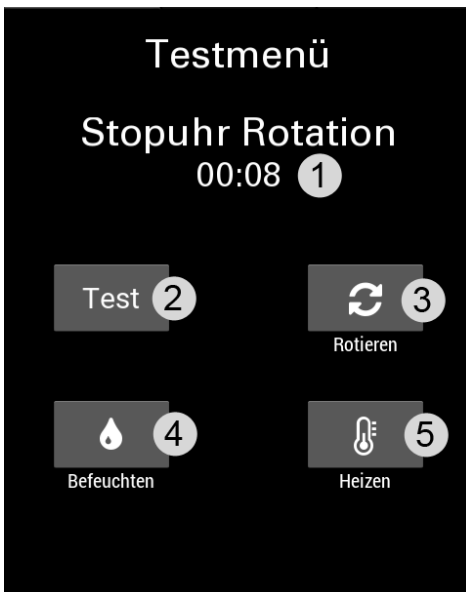 Testmenü
Stopuhr Rotation
00:08 1
Test 2
3
Rotieren
4
5
Befeuchten
Heizen